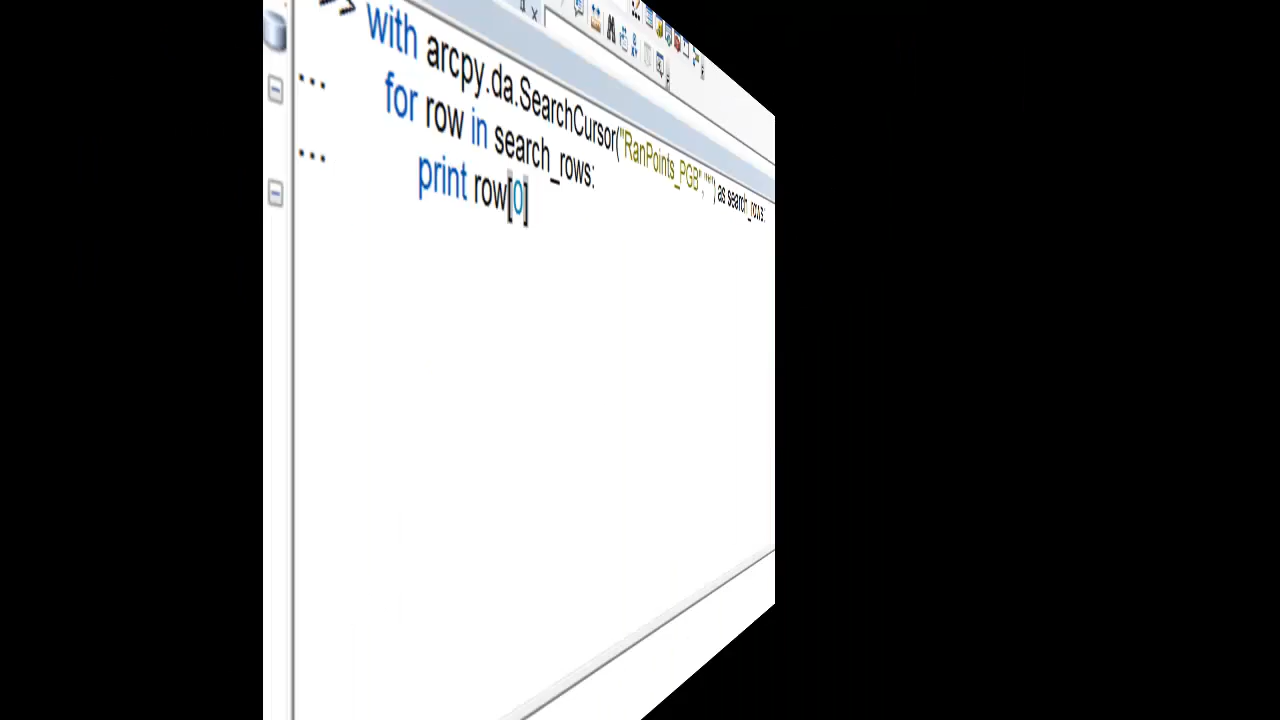 >>> with arcpy.da.SearchCursor("RanPoints_PGB","*") as search_rows:
... for row in search_rows:
... print row[0]